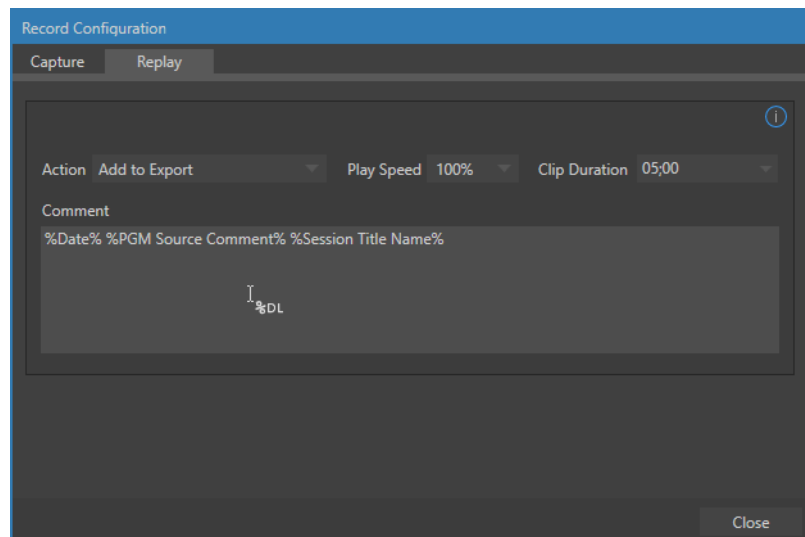 Record Configuration
Capture Replay
Action Add to Export Play Speed 100% Clip Duration 05;00
Comment
%Date% %PGM Source Comment% %Session Title Name%
%DL
Close